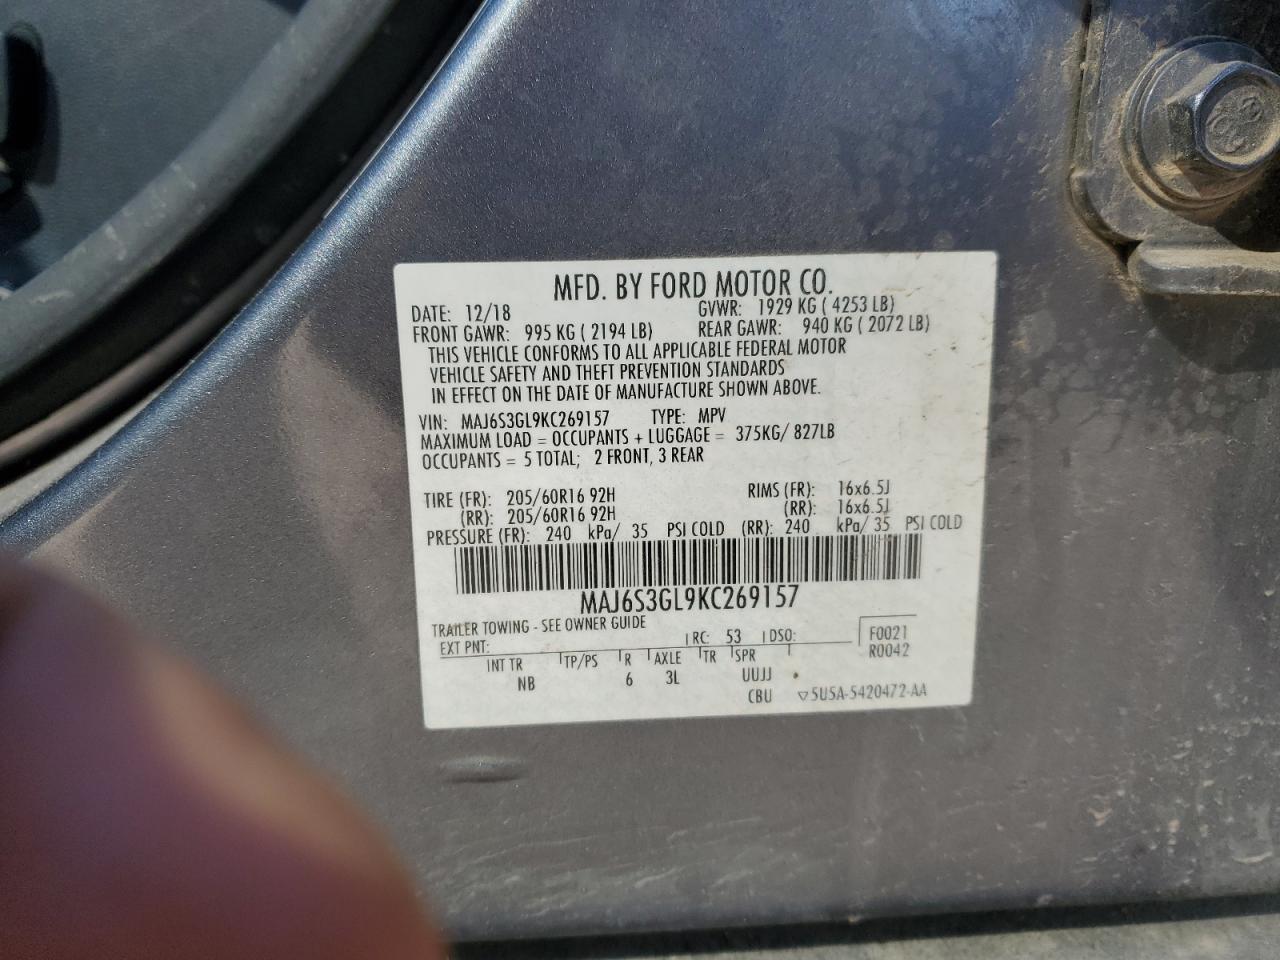 MFD. BY FORD MOTOR CO.
DATE: 12/18 GVWR: 1929 KG ( 4253 LB)
FRONT GAWR: 995 KG ( 2194 LB) REAR GAWR: 940 KG ( 2072 LB)
THIS VEHICLE CONFORMS TO ALL APPLICABLE FEDERAL MOTOR
VEHICLE SAFETY AND THEFT PREVENTION STANDARDS
IN EFFECT ON THE DATE OF MANUFACTURE SHOWN ABOVE.
VIN: MAJ6S3GL9KC269157 TYPE: MPV
MAXIMUM LOAD = OCCUPANTS + LUGGAGE = 375KG/ 827LB
OCCUPANTS = 5 TOTAL; 2 FRONT, 3 REAR
TIRE (FR): 205/60R16 92H RIMS (FR): 16x6.5J
(RR): 205/60R16 92H (RR): 16x6.5J
PRESSURE (FR): 240 kPa/ 35 PSI COLD (RR): 240 kPa/ 35 PSI COLD
MAJ6S3GL9KC269157
TRAILER TOWING - SEE OWNER GUIDE
EXT PNT: RC: 53 DSO: F0021
R0042
INT TR TP/PS R AXLE TR SPR
NB 6 3L UUJJ
CBU 5U5A-5420472-AA